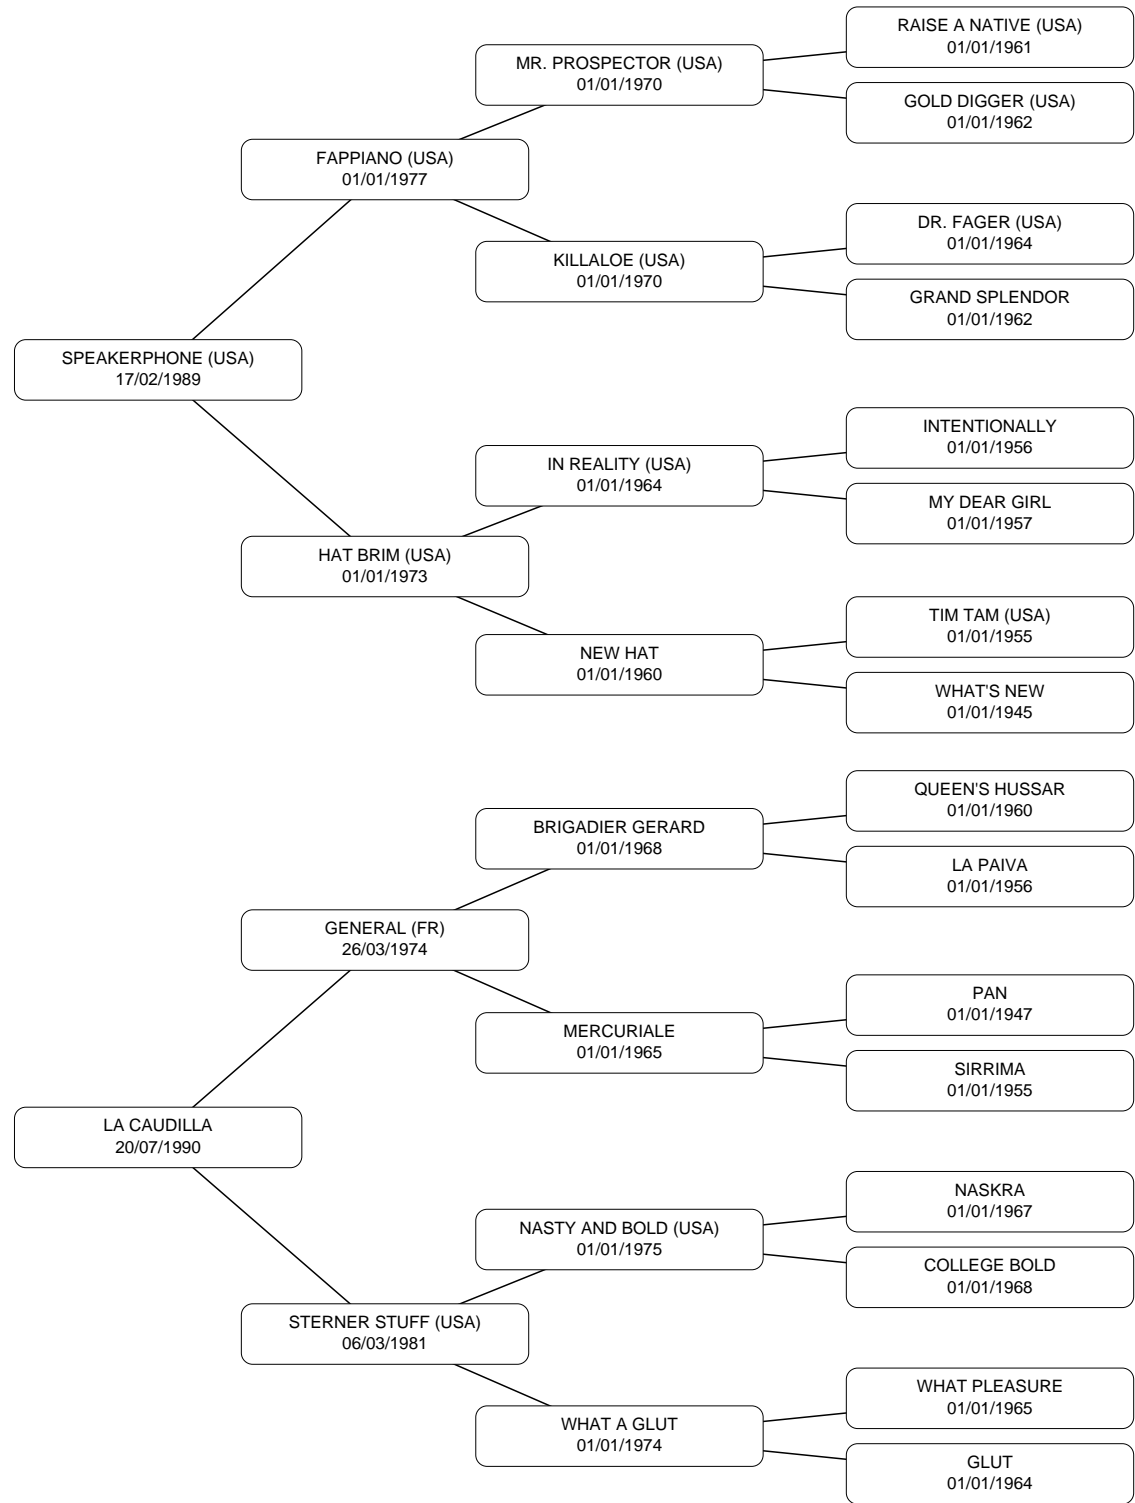 RAISE A NATIVE (USA)
01/01/1961
MR. PROSPECTOR (USA)
01/01/1970
GOLD DIGGER (USA)
01/01/1962
FAPPIANO (USA)
01/01/1977
DR. FAGER (USA)
01/01/1964
KILLALOE (USA)
01/01/1970
GRAND SPLENDOR
01/01/1962
SPEAKERPHONE (USA)
17/02/1989
INTENTIONALLY
01/01/1956
IN REALITY (USA)
01/01/1964
MY DEAR GIRL
01/01/1957
HAT BRIM (USA)
01/01/1973
TIM TAM (USA)
01/01/1955
NEW HAT
01/01/1960
WHAT'S NEW
01/01/1945
QUEEN'S HUSSAR
01/01/1960
BRIGADIER GERARD
01/01/1968
LA PAIVA
01/01/1956
GENERAL (FR)
26/03/1974
PAN
01/01/1947
MERCURIALE
01/01/1965
SIRRIMA
01/01/1955
LA CAUDILLA
20/07/1990
NASKRA
01/01/1967
NASTY AND BOLD (USA)
01/01/1975
COLLEGE BOLD
01/01/1968
STERNER STUFF (USA)
06/03/1981
WHAT PLEASURE
01/01/1965
WHAT A GLUT
01/01/1974
GLUT
01/01/1964